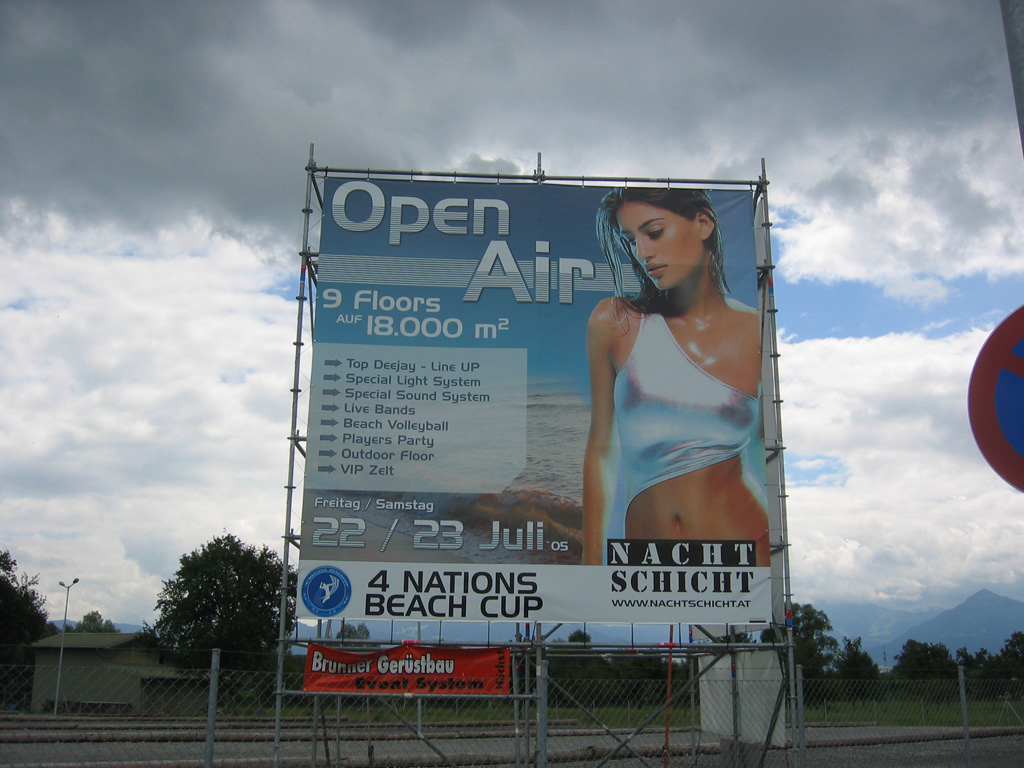 Open
Air
9 Floors
AUF 18.000 m²
Top Deejay - Line UP
Special Light System
Special Sound System
Live Bands
Beach Volleyball
Players Party
Outdoor Floor
VIP Zelt
Freitag / Samstag
22 / 23 Juli 05
4 NATIONS
BEACH CUP
NACHT
SCHICHT
WWW.NACHTSCHICHT.AT
Brunner Gerüstbau
Event System
Höchst